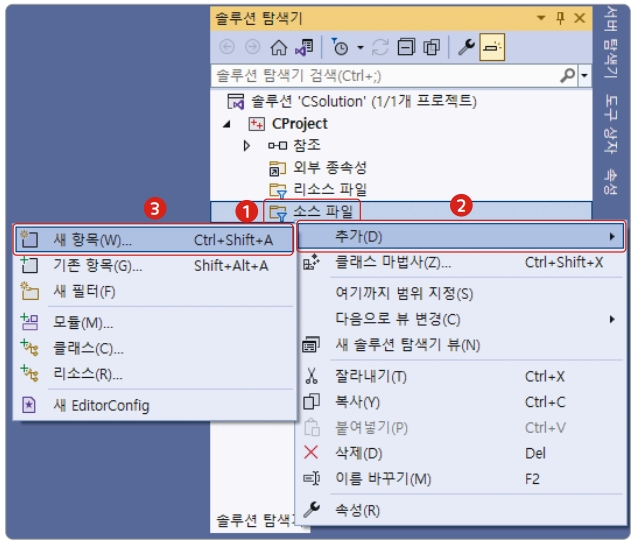 솔루션 탐색기
솔루션 탐색기 검색(Ctrl+;)
솔루션 'CSolution' (1/1개 프로젝트)
CProject
참조
외부 종속성
리소스 파일
1 소스 파일
2
추가(D)
클래스 마법사(Z)... Ctrl+Shift+X
여기까지 범위 지정(S)
다음으로 뷰 변경(C)
새 솔루션 탐색기 뷰(N)
잘라내기(T) Ctrl+X
복사(Y) Ctrl+C
붙여넣기(P) Ctrl+V
삭제(D) Del
이름 바꾸기(M) F2
속성(R)
3
새 항목(W)... Ctrl+Shift+A
기존 항목(G)... Shift+Alt+A
새 필터(F)
모듈(M)...
클래스(C)...
리소스(R)...
새 EditorConfig
솔루션 탐색
서버 탐색기
도구 상자
속성